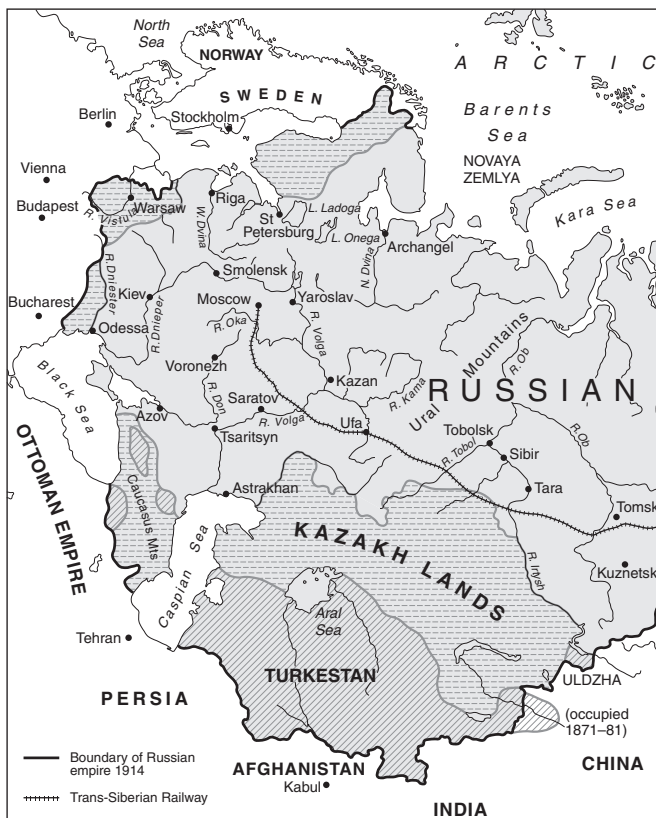 North
Sea
NORWAY
ARCTIC
SWEDEN
Barents
Sea
Berlin
Stockholm
NOVAYA
ZEMLYA
Kara Sea
Vienna
Riga
L. Ladoga
Warsaw
R. Vistula
Budapest
W. Dvina
St
Petersburg
L. Onega
N. Dvina
Archangel
R. Dniester
Smolensk
Kiev
R. Dnieper
Moscow
Yaroslav
Bucharest
Odessa
R. Oka
R. Volga
Ural Mountains
R. Ob
Voronezh
Kazan
R. Kama
RUSSIAN
Black Sea
R. Don
Saratov
R. Volga
Azov
Tsaritsyn
Ufa
Tobolsk
R. Tobol
Sibir
R. Ob
Tara
Tomsk
OTTOMAN EMPIRE
Caucasus Mts
Astrakhan
KAZAKH LANDS
R. Irtysh
Kuznetsk
Caspian Sea
Aral
Sea
Tehran
TURKESTAN
ULDZHA
PERSIA
(occupied
1871–81)
Boundary of Russian
empire 1914
CHINA
AFGHANISTAN
Trans-Siberian Railway
Kabul
INDIA